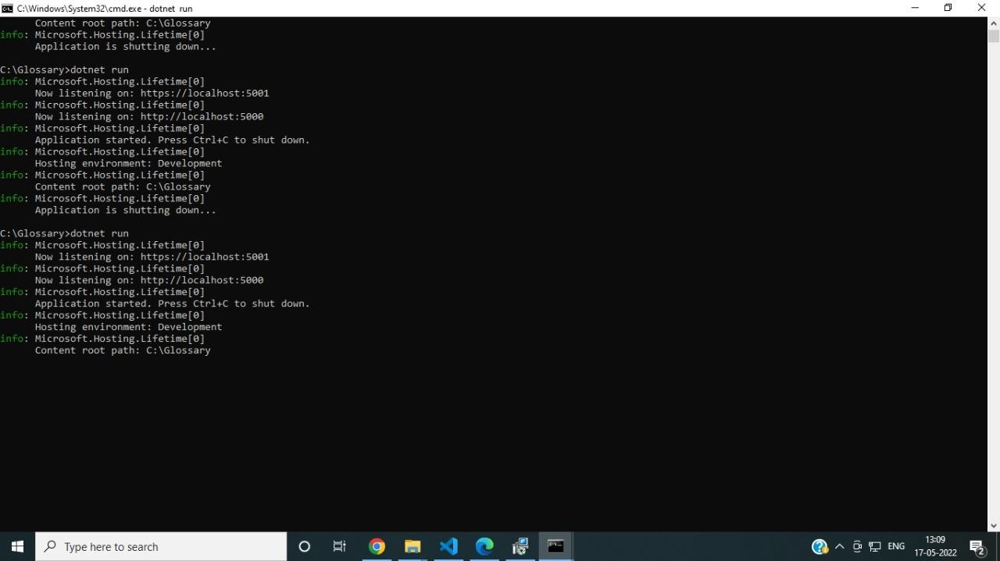 C:\Windows\System32\cmd.exe - dotnet run
Content root path: C:\Glossary
info: Microsoft.Hosting.Lifetime[0]
Application is shutting down...
C:\Glossary>dotnet run
info: Microsoft.Hosting.Lifetime[0]
Now listening on: https://localhost:5001
info: Microsoft.Hosting.Lifetime[0]
Now listening on: http://localhost:5000
info: Microsoft.Hosting.Lifetime[0]
Application started. Press Ctrl+C to shut down.
info: Microsoft.Hosting.Lifetime[0]
Hosting environment: Development
info: Microsoft.Hosting.Lifetime[0]
Content root path: C:\Glossary
info: Microsoft.Hosting.Lifetime[0]
Application is shutting down...
C:\Glossary>dotnet run
info: Microsoft.Hosting.Lifetime[0]
Now listening on: https://localhost:5001
info: Microsoft.Hosting.Lifetime[0]
Now listening on: http://localhost:5000
info: Microsoft.Hosting.Lifetime[0]
Application started. Press Ctrl+C to shut down.
info: Microsoft.Hosting.Lifetime[0]
Hosting environment: Development
info: Microsoft.Hosting.Lifetime[0]
Content root path: C:\Glossary
Type here to search
ENG
13:09
17-05-2022
2